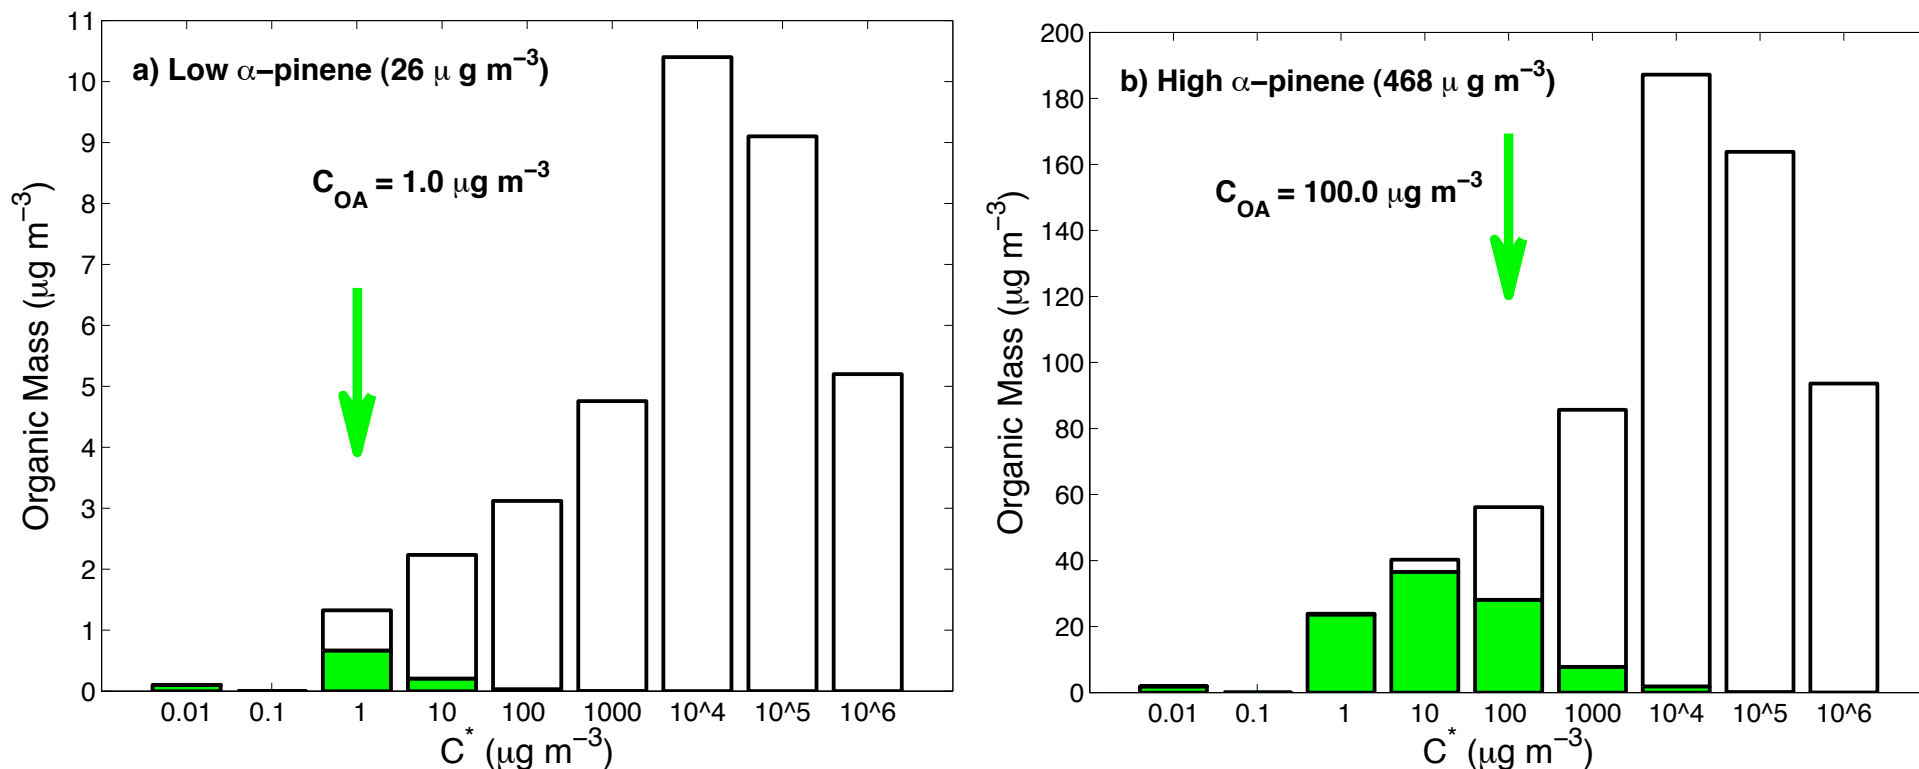 a) Low α−pinene (26 μ g m−3)
COA = 1.0 μg m−3
Organic Mass (μg m−3)
11
10
9
8
7
6
5
4
3
2
1
0
0.01 0.1 1 10 100 1000 10^4 10^5 10^6
C* (μg m−3)
b) High α−pinene (468 μ g m−3)
COA = 100.0 μg m−3
Organic Mass (μg m−3)
200
180
160
140
120
100
80
60
40
20
0
0.01 0.1 1 10 100 1000 10^4 10^5 10^6
C* (μg m−3)